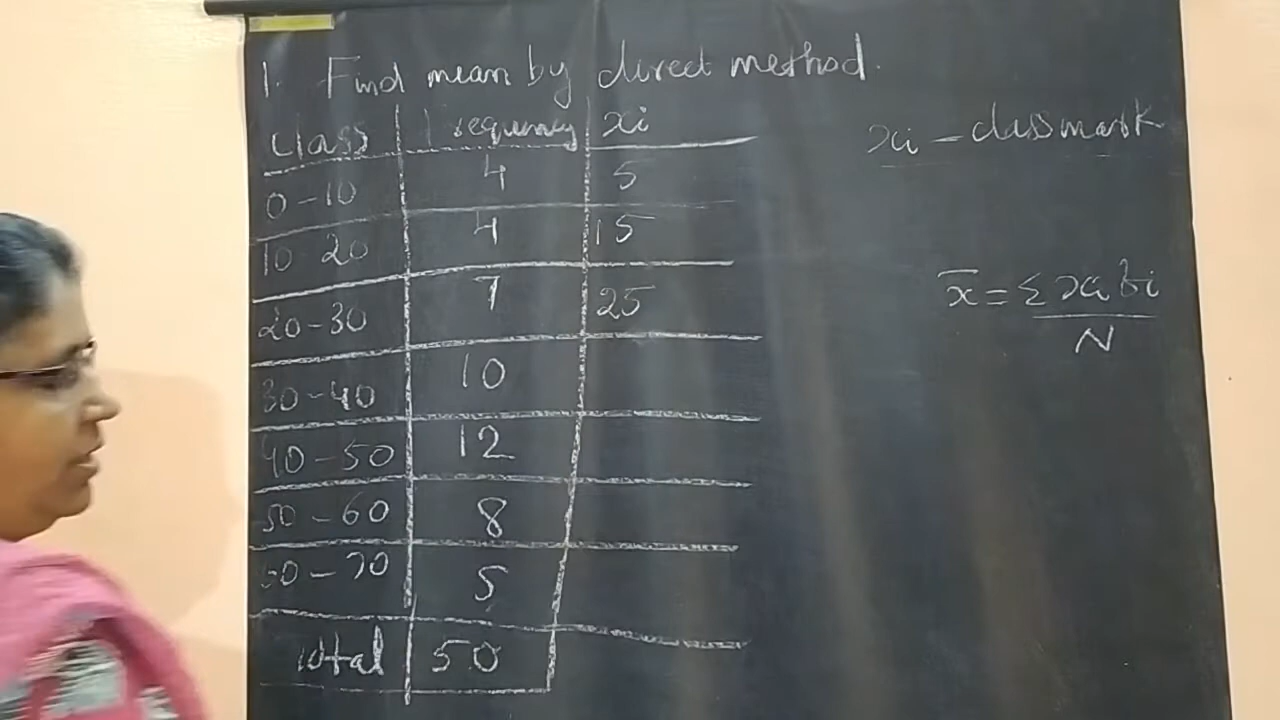 1. Find mean by direct method.
class frequency xi
0-10 4 5
10 20 4 15
20-30 7 25
30-40 10
40-50 12
50-60 8
60-70 5
total 50
xi - class mark
x̄ = Σ xi fi
N